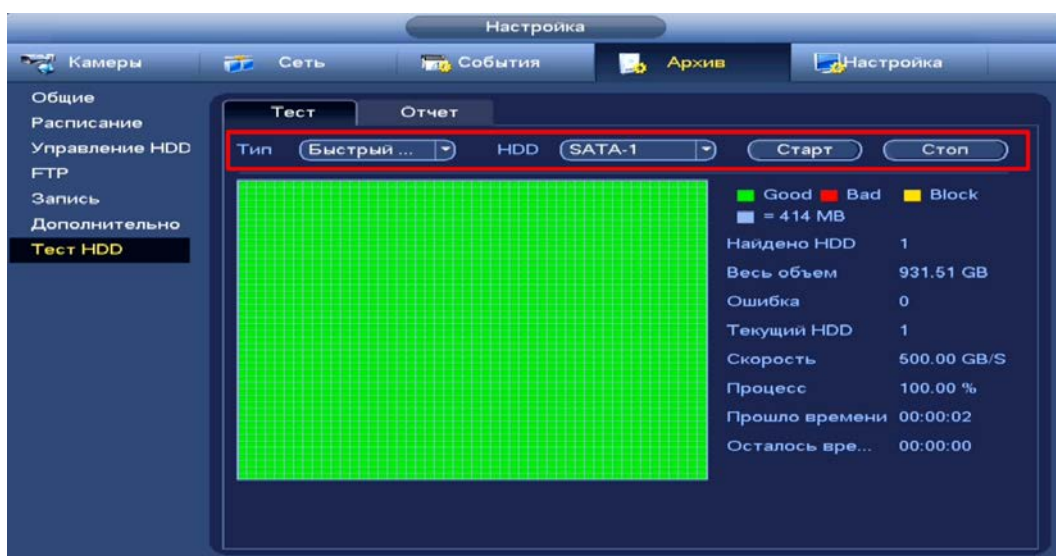 Настройка
Камеры Сеть События Архив Настройка
Общие
Расписание
Управление HDD
FTP
Запись
Дополнительно
Тест HDD
Тест Отчет
Тип Быстрый ... HDD SATA-1 Старт Стоп
Good Bad Block
= 414 MB
Найдено HDD 1
Весь объем 931.51 GB
Ошибка 0
Текущий HDD 1
Скорость 500.00 GB/S
Процесс 100.00 %
Прошло времени 00:00:02
Осталось вре... 00:00:00